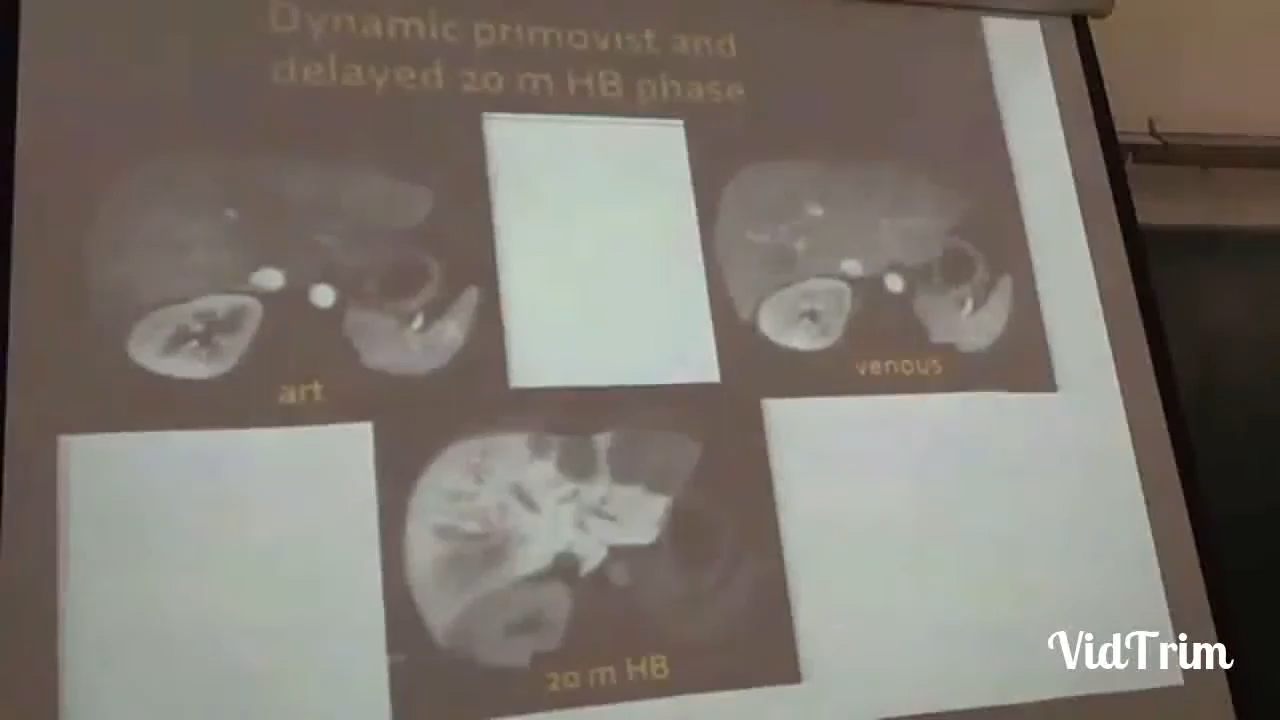 Dynamic primovist and
delayed 20 m HB phase
art
venous
20 m HB
VidTrim